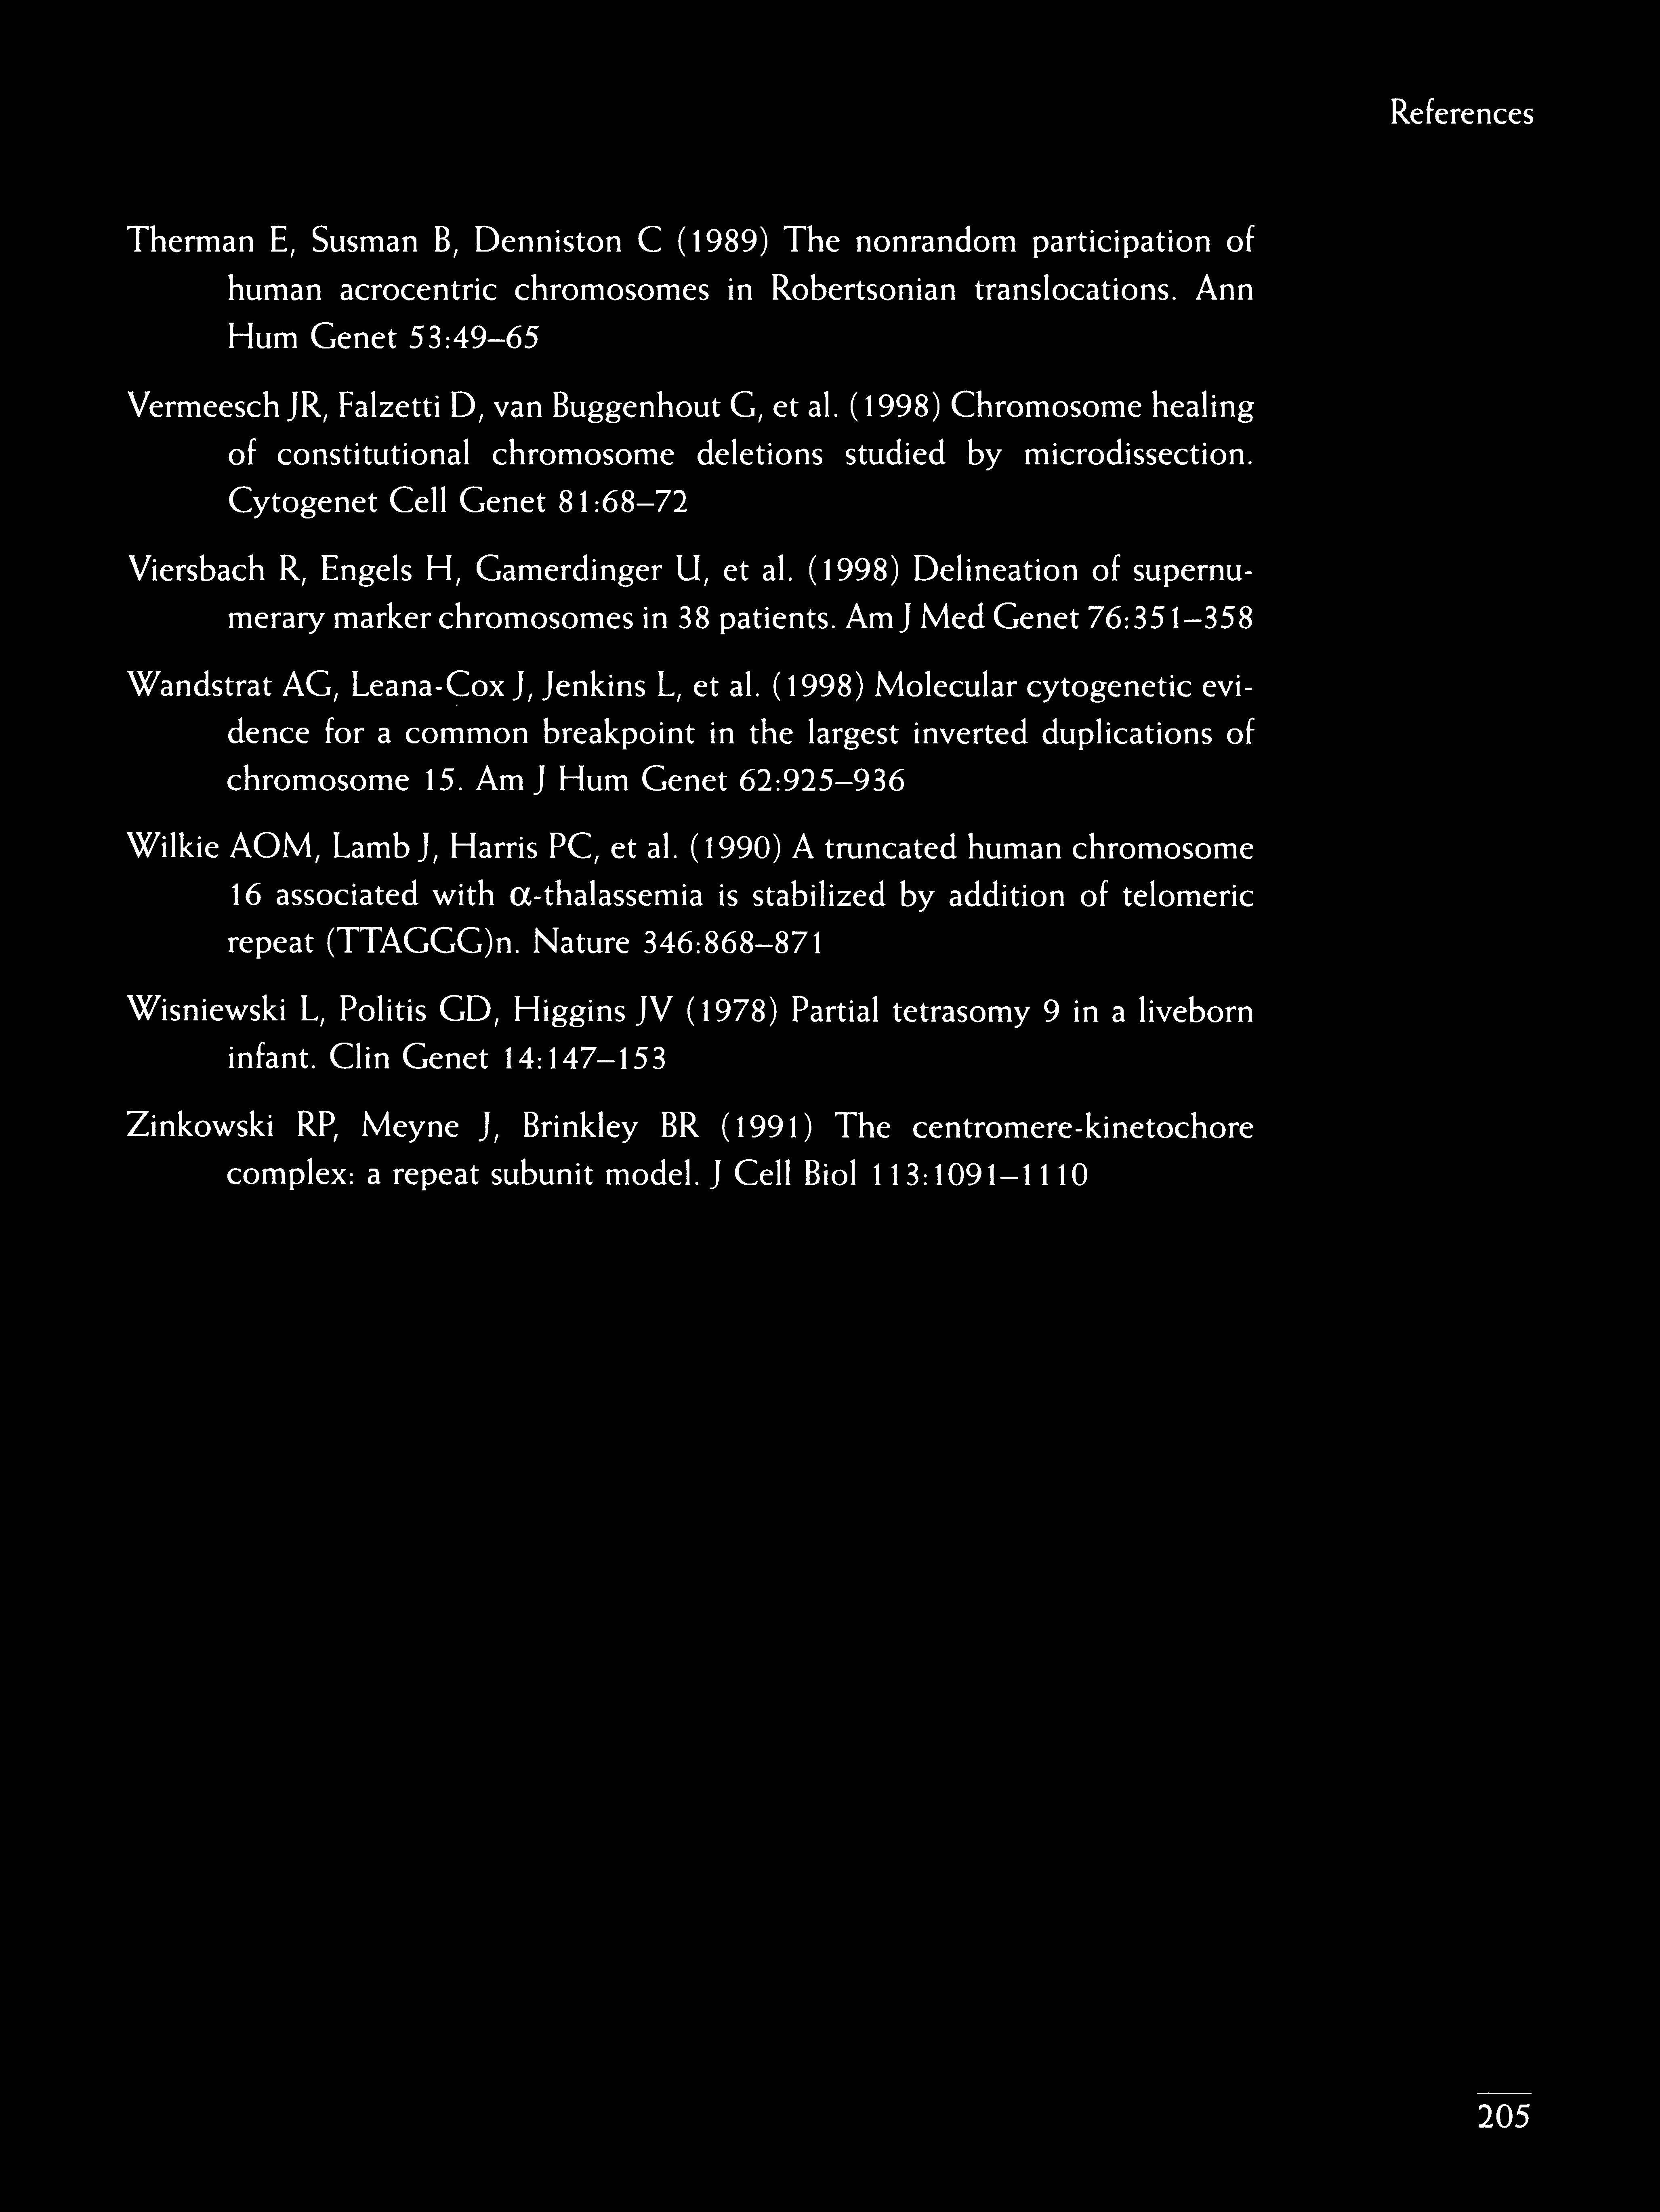 References
Therman E, Susman B, Denniston C (1989) The nonrandom participation of
human acrocentric chromosomes in Robertsonian translocations. Ann
Hum Genet 53:49–65
Vermeesch JR, Falzetti D, van Buggenhout G, et al. (1998) Chromosome healing
of constitutional chromosome deletions studied by microdissection.
Cytogenet Cell Genet 81:68–72
Viersbach R, Engels H, Gamerdinger U, et al. (1998) Delineation of supernu-
merary marker chromosomes in 38 patients. Am J Med Genet 76:351–358
Wandstrat AG, Leana-Cox J, Jenkins L, et al. (1998) Molecular cytogenetic evi-
dence for a common breakpoint in the largest inverted duplications of
chromosome 15. Am J Hum Genet 62:925–936
Wilkie AOM, Lamb J, Harris PC, et al. (1990) A truncated human chromosome
16 associated with α-thalassemia is stabilized by addition of telomeric
repeat (TTAGGG)n. Nature 346:868–871
Wisniewski L, Politis GD, Higgins JV (1978) Partial tetrasomy 9 in a liveborn
infant. Clin Genet 14:147–153
Zinkowski RP, Meyne J, Brinkley BR (1991) The centromere-kinetochore
complex: a repeat subunit model. J Cell Biol 113:1091–1110
205